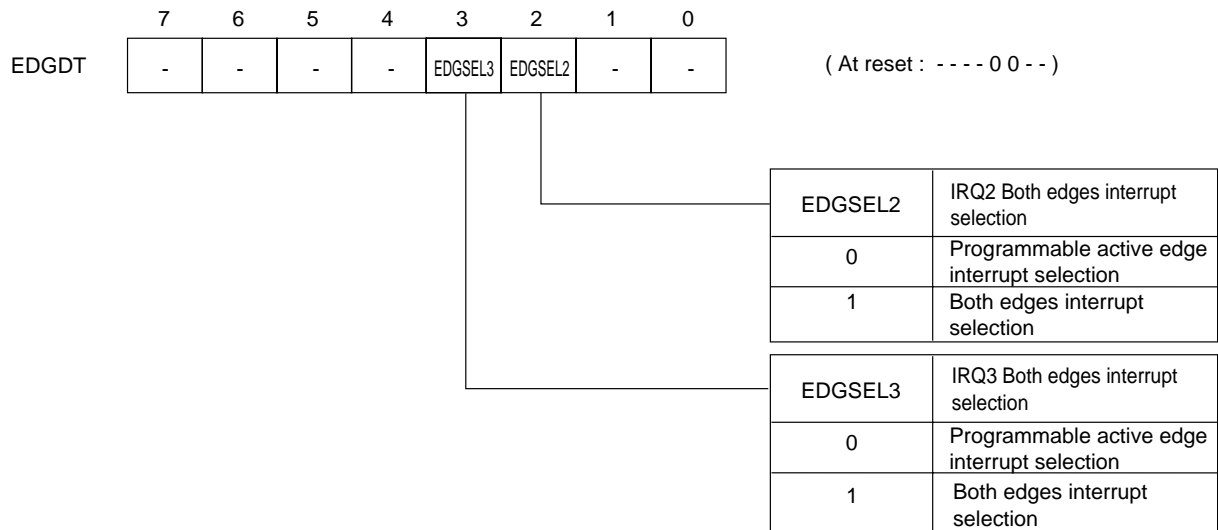 7 6 5 4 3 2 1 0
EDGDT - - - - EDGSEL3 EDGSEL2 - - ( At reset : - - - - 0 0 - - )
EDGSEL2 IRQ2 Both edges interrupt
selection
0 Programmable active edge
interrupt selection
1 Both edges interrupt
selection
EDGSEL3 IRQ3 Both edges interrupt
selection
0 Programmable active edge
interrupt selection
1 Both edges interrupt
selection